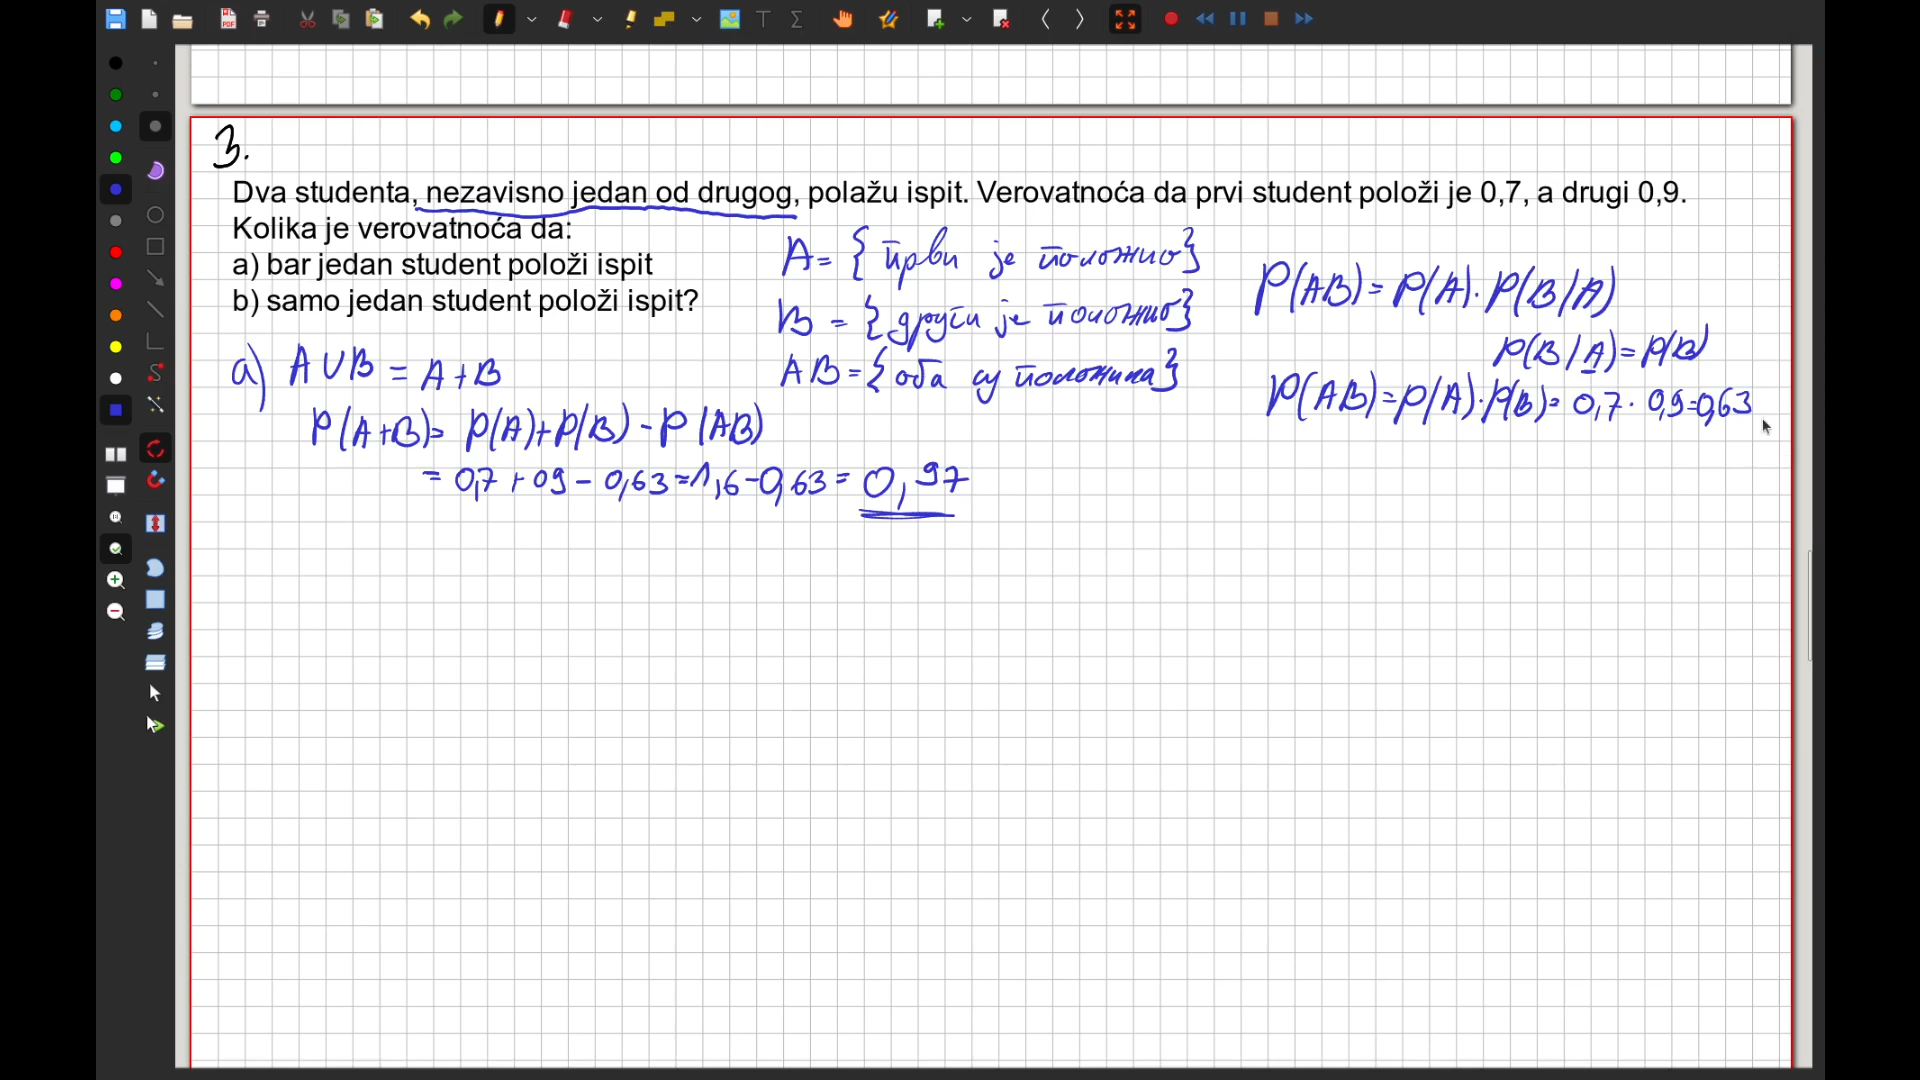 3.
Dva studenta, nezavisno jedan od drugog, polažu ispit. Verovatnoća da prvi student položi je 0,7, a drugi 0,9.
Kolika je verovatnoća da:
a) bar jedan student položi ispit
b) samo jedan student položi ispit?
A = { први је положио }
B = { други је положио }
AB = { оба су положила }
P(AB) = P(A) · P(B/A)
P(B/A) = P(B)
P(AB) = P(A) · P(B) = 0,7 · 0,9 = 0,63
a) A ∪ B = A + B
P(A+B) = P(A) + P(B) - P(AB)
= 0,7 + 09 - 0,63 = 1,6 - 0,63 = 0,97